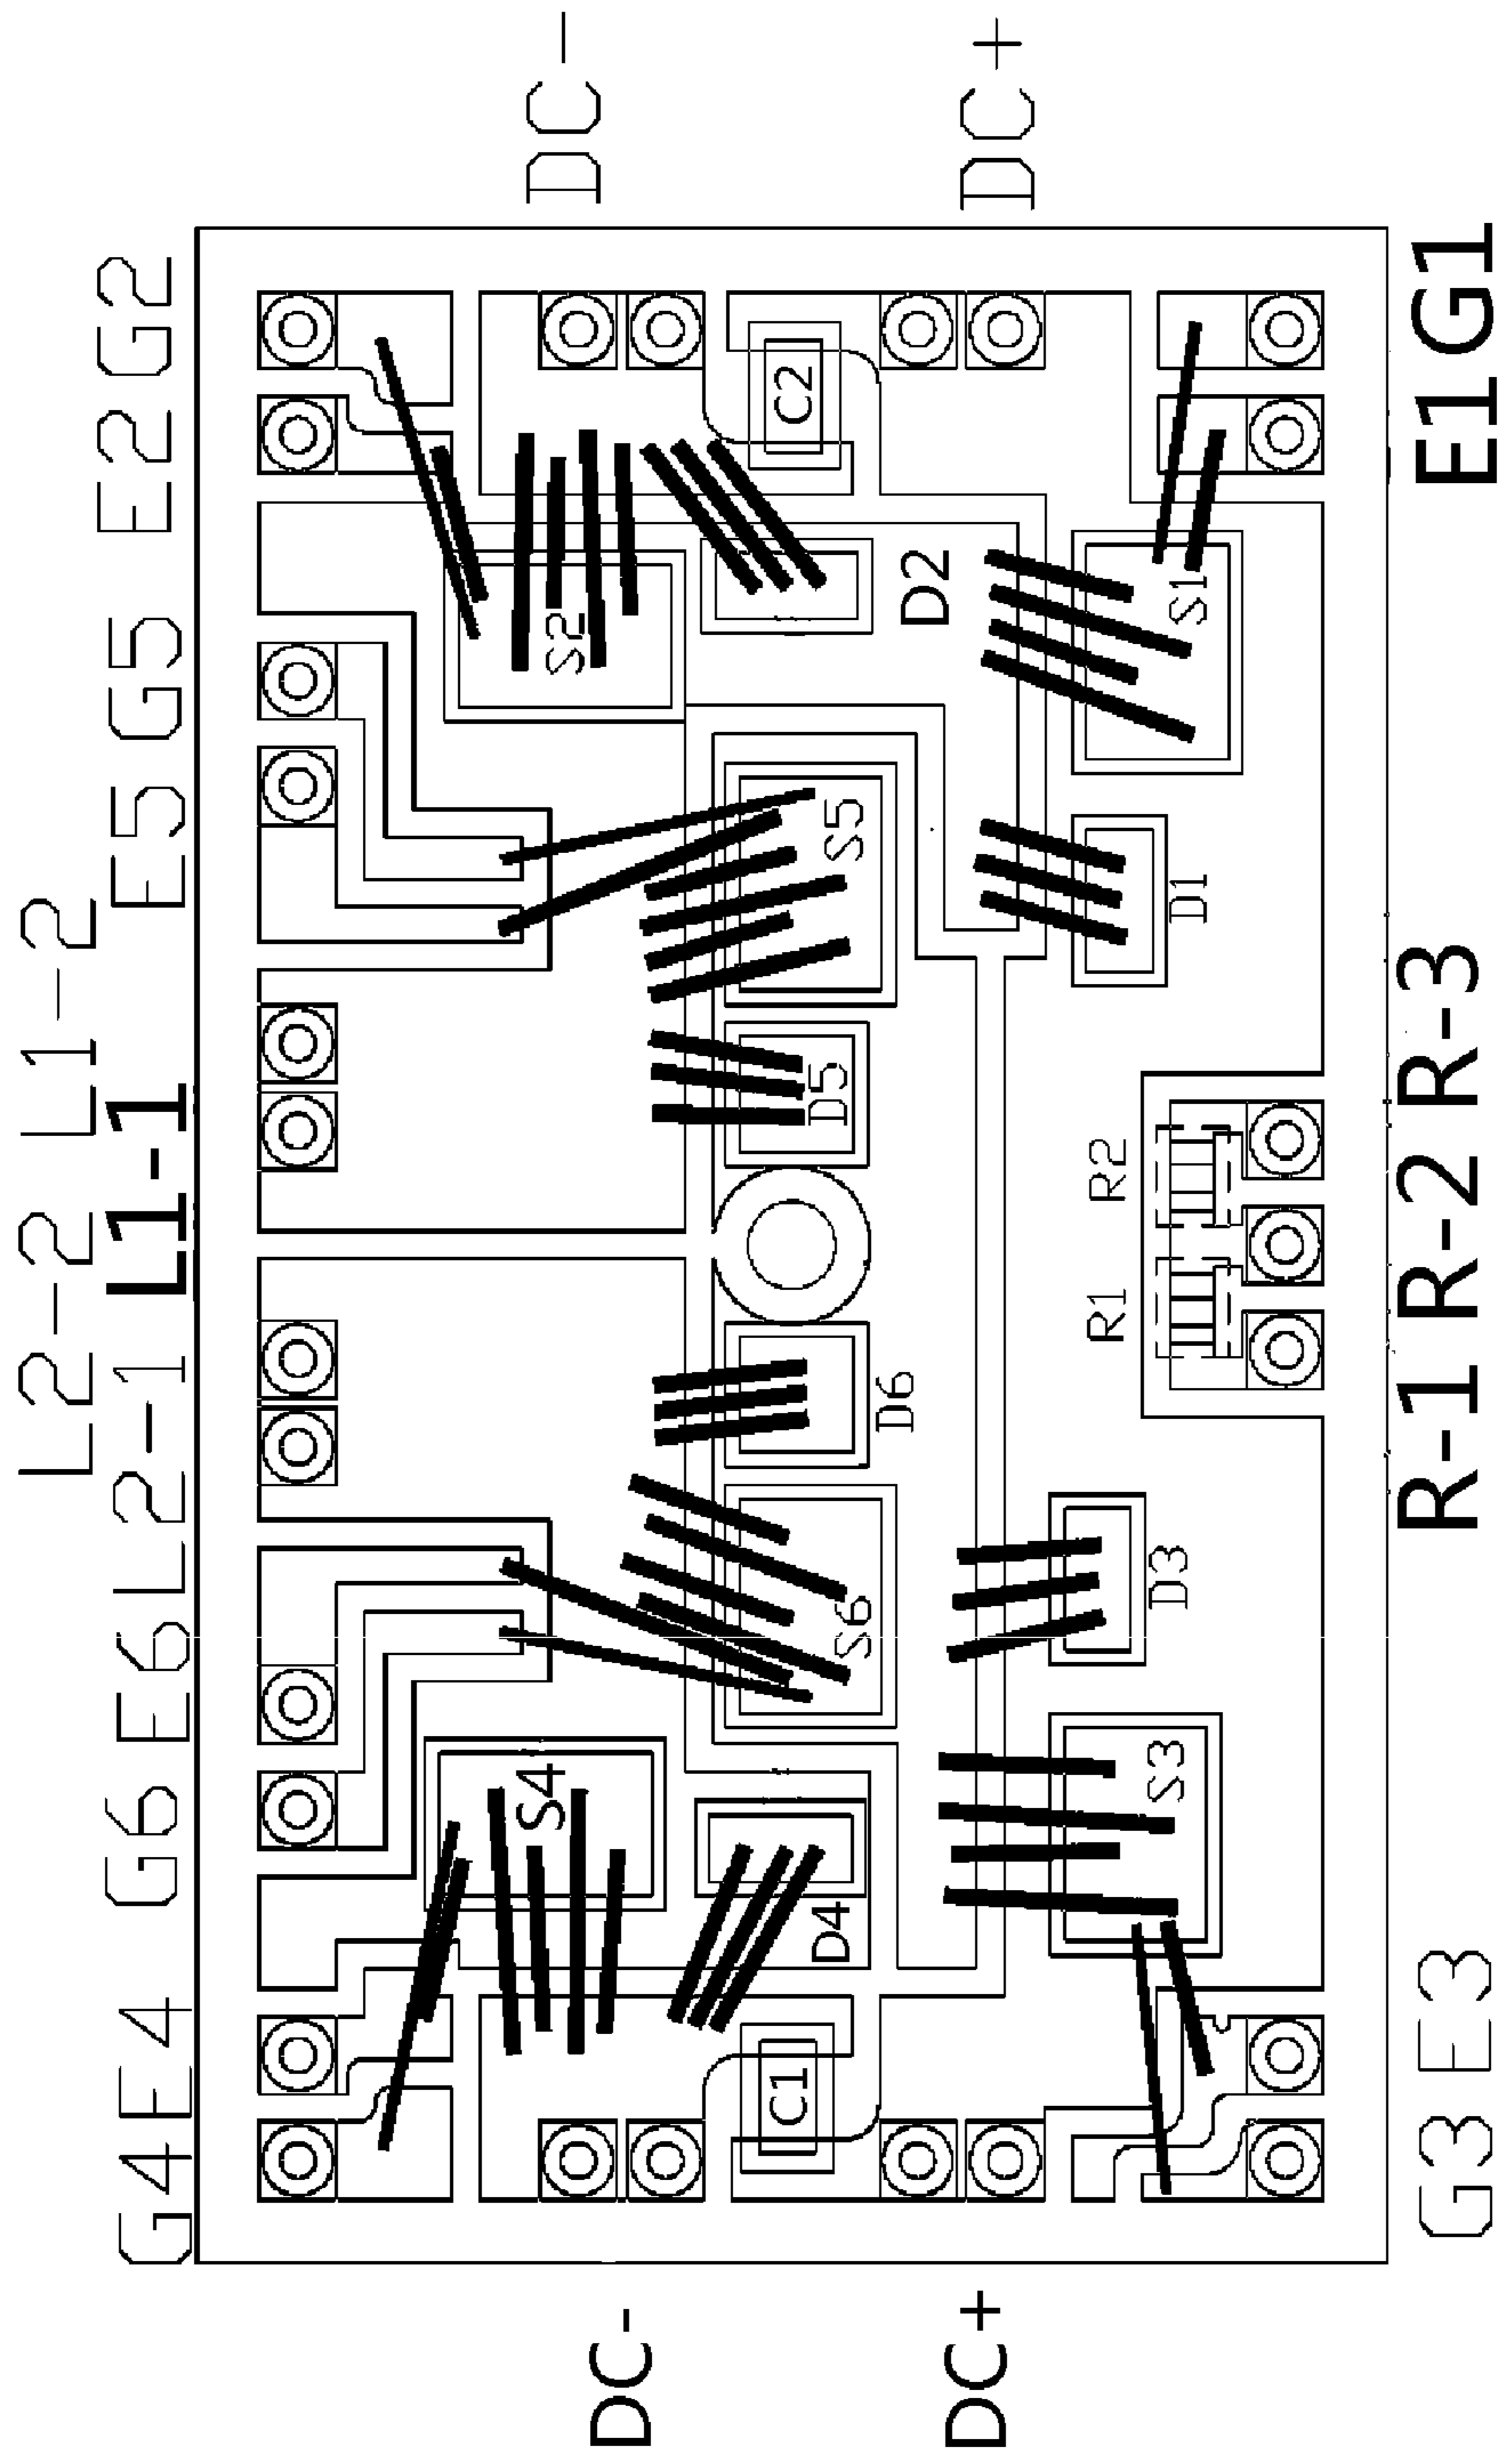 DC-
DC+
G4 E4 G6 E6 L2-1 L1-1 E5 G5 E2 G2
L2-2 L1-2
S4
S2
D4
C1
S6
D6
D5
S5
C2
D2
S3
D3
R1
R2
D1
S1
G3 E3
R-1 R-2 R-3
E1 G1
DC-
DC+